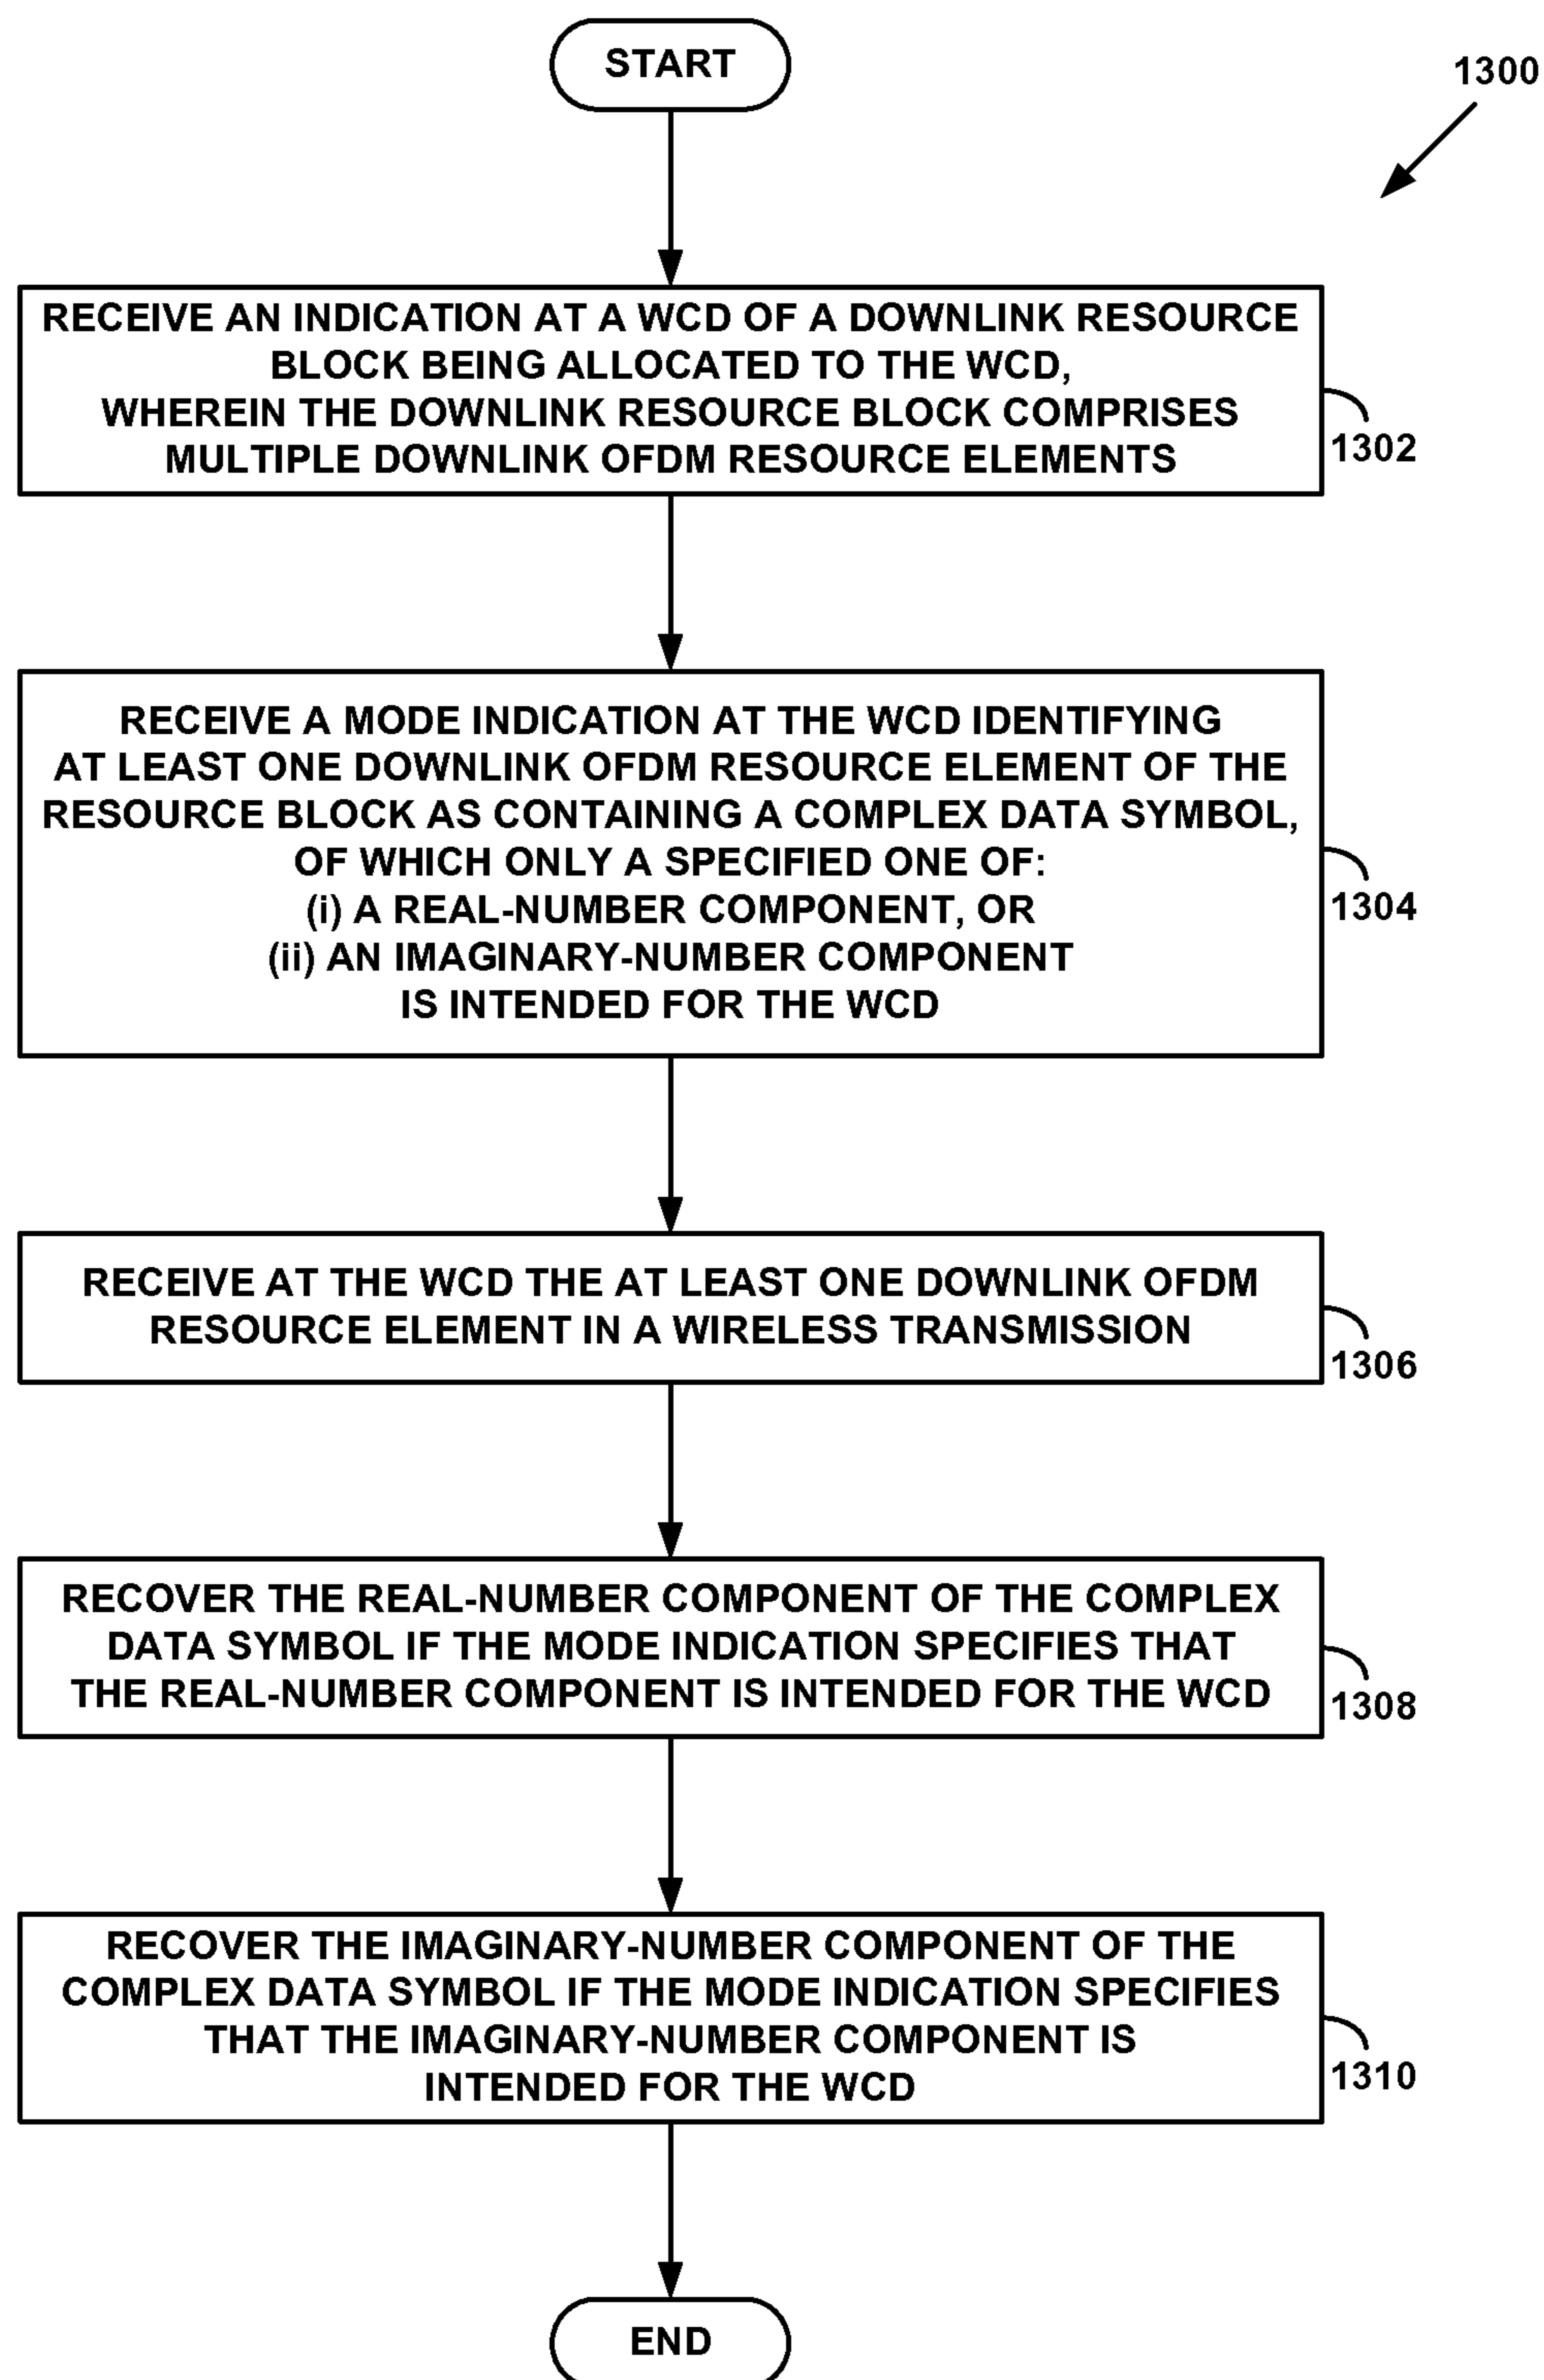 START
1300
RECEIVE AN INDICATION AT A WCD OF A DOWNLINK RESOURCE
BLOCK BEING ALLOCATED TO THE WCD,
WHEREIN THE DOWNLINK RESOURCE BLOCK COMPRISES
MULTIPLE DOWNLINK OFDM RESOURCE ELEMENTS
1302
RECEIVE A MODE INDICATION AT THE WCD IDENTIFYING
AT LEAST ONE DOWNLINK OFDM RESOURCE ELEMENT OF THE
RESOURCE BLOCK AS CONTAINING A COMPLEX DATA SYMBOL,
OF WHICH ONLY A SPECIFIED ONE OF:
(i) A REAL-NUMBER COMPONENT, OR
(ii) AN IMAGINARY-NUMBER COMPONENT
IS INTENDED FOR THE WCD
1304
RECEIVE AT THE WCD THE AT LEAST ONE DOWNLINK OFDM
RESOURCE ELEMENT IN A WIRELESS TRANSMISSION
1306
RECOVER THE REAL-NUMBER COMPONENT OF THE COMPLEX
DATA SYMBOL IF THE MODE INDICATION SPECIFIES THAT
THE REAL-NUMBER COMPONENT IS INTENDED FOR THE WCD
1308
RECOVER THE IMAGINARY-NUMBER COMPONENT OF THE
COMPLEX DATA SYMBOL IF THE MODE INDICATION SPECIFIES
THAT THE IMAGINARY-NUMBER COMPONENT IS
INTENDED FOR THE WCD
1310
END